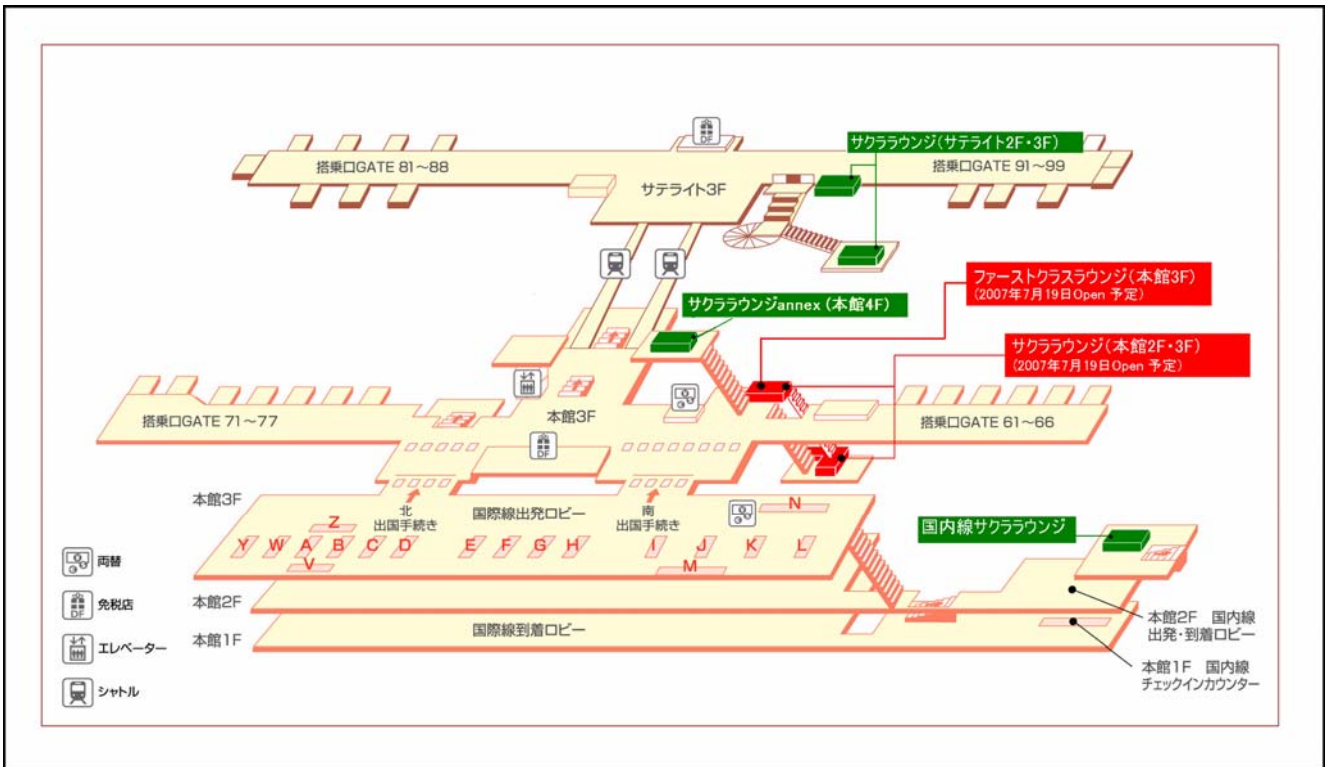 サクララウンジ(サテライト2F・3F)
DF
搭乗口GATE 81～88
搭乗口GATE 91～99
サテライト3F
ファーストクラスラウンジ(本館3F)
(2007年7月19日Open 予定)
サクララウンジannex (本館4F)
サクララウンジ(本館2F・3F)
(2007年7月19日Open 予定)
搭乗口GATE 71～77
本館3F
搭乗口GATE 61～66
DF
本館3F
北
出国手続き
国際線出発ロビー
南
出国手続き
N
Z
Y W A B C D E F G H I J K L
V
M
国内線サクララウンジ
両替
DF
免税店
エレベーター
シャトル
本館2F
本館1F
国際線到着ロビー
本館2F 国内線
出発・到着ロビー
本館1F 国内線
チェックインカウンター